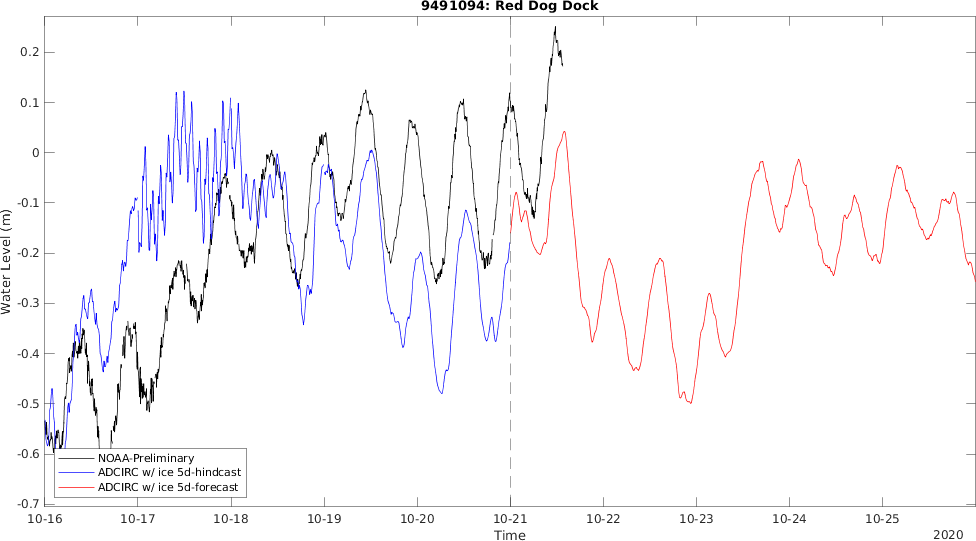 9491094: Red Dog Dock
Water Level (m)
0.2
0.1
0
-0.1
-0.2
-0.3
-0.4
-0.5
-0.6
-0.7
NOAA-Preliminary
ADCIRC w/ ice 5d-hindcast
ADCIRC w/ ice 5d-forecast
10-16 10-17 10-18 10-19 10-20 10-21 10-22 10-23 10-24 10-25
Time
2020